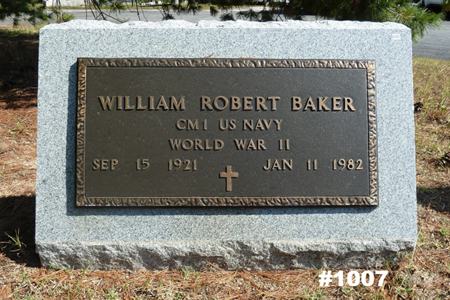 WILLIAM ROBERT BAKER
CM1 US NAVY
WORLD WAR II
SEP 15 1921 JAN 11 1982
#1007